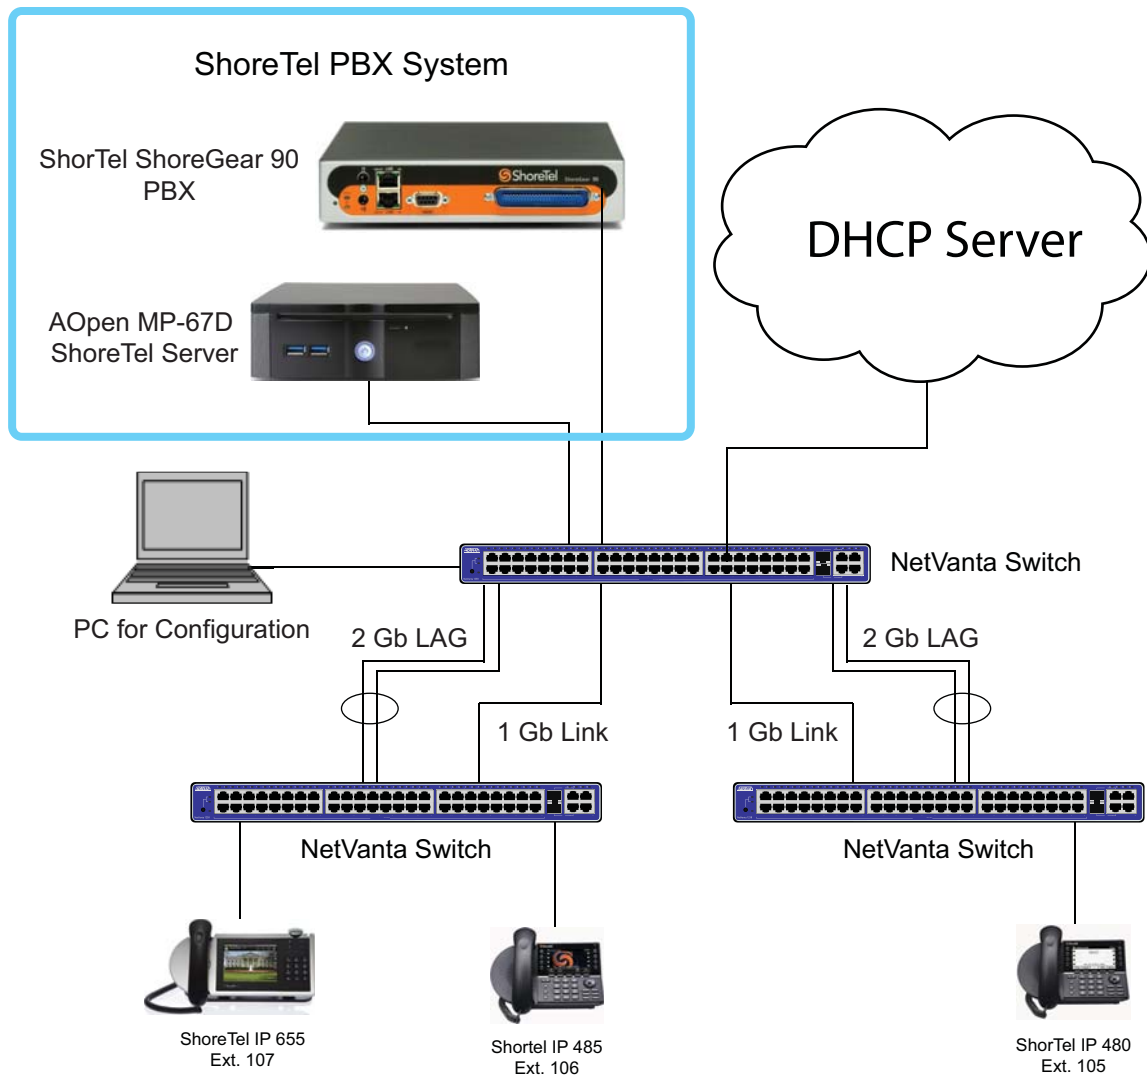 ShoreTel PBX System
ShorTel ShoreGear 90
PBX
ShoreTel
ShoreGear 90
DHCP Server
AOpen MP-67D
ShoreTel Server
NetVanta Switch
PC for Configuration
2 Gb LAG
2 Gb LAG
1 Gb Link
1 Gb Link
NetVanta Switch
NetVanta Switch
ShoreTel IP 655
Ext. 107
Shortel IP 485
Ext. 106
ShorTel IP 480
Ext. 105